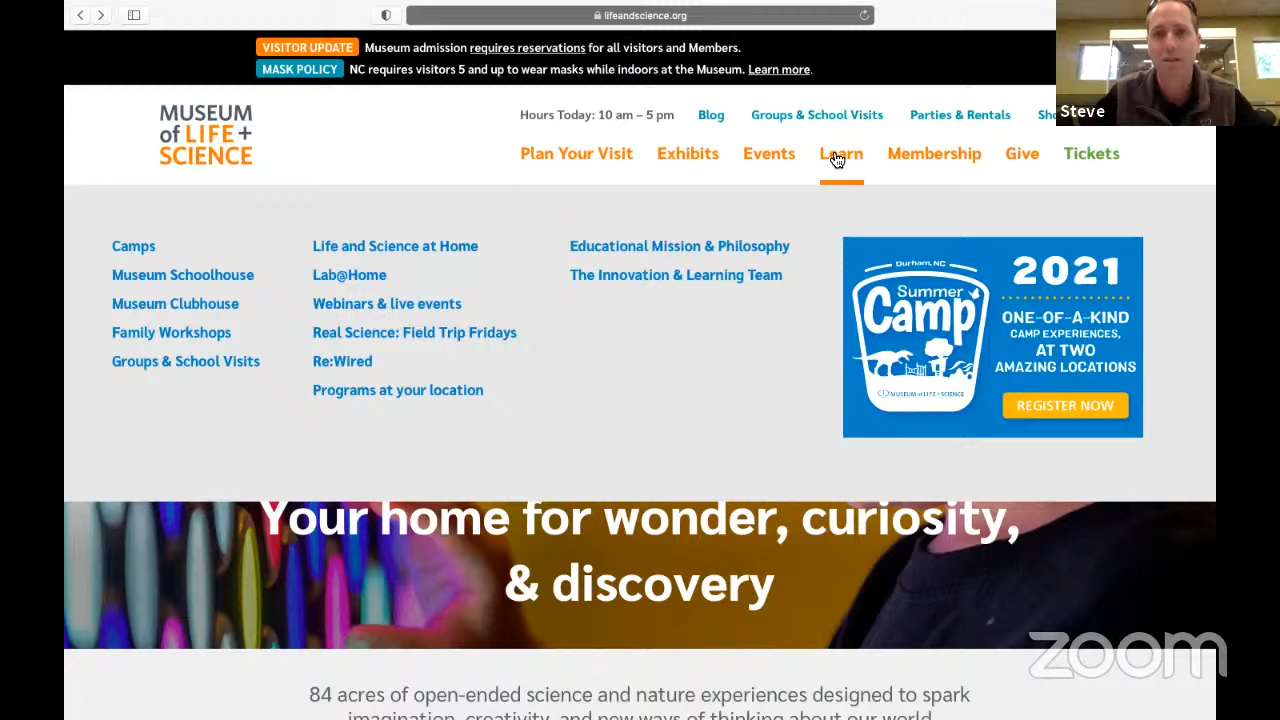 lifeandscience.org
VISITOR UPDATE Museum admission requires reservations for all visitors and Members.
MASK POLICY NC requires visitors 5 and up to wear masks while indoors at the Museum. Learn more.
Steve
MUSEUM
of LIFE +
SCIENCE
Hours Today: 10 am – 5 pm Blog Groups & School Visits Parties & Rentals
Plan Your Visit Exhibits Events Learn Membership Give Tickets
Camps
Museum Schoolhouse
Museum Clubhouse
Family Workshops
Groups & School Visits
Life and Science at Home
Lab@Home
Webinars & live events
Real Science: Field Trip Fridays
Re:Wired
Programs at your location
Educational Mission & Philosophy
The Innovation & Learning Team
Durham, NC
Summer
Camp
MUSEUM of LIFE + SCIENCE
2021
ONE-OF-A-KIND
CAMP EXPERIENCES,
AT TWO
AMAZING LOCATIONS
REGISTER NOW
Your home for wonder, curiosity,
& discovery
zoom
84 acres of open-ended science and nature experiences designed to spark
imagination, creativity, and new ways of thinking about our world